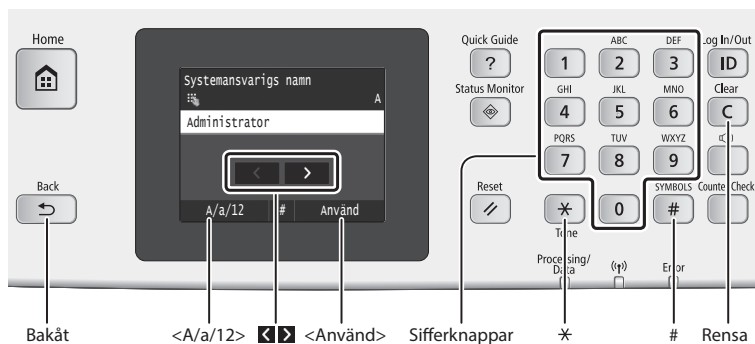 Home
Back
Systemansvarigs namn
A
Administrator
< >
A/a/12 # Använd
Quick Guide
?
Status Monitor
Reset
ABC DEF
1 2 3
GHI JKL MNO
4 5 6
PQRS TUV WXYZ
7 8 9
SYMBOLS
* 0 #
Tone
Log In/Out
ID
Clear
C
Counter Check
Processing/
Data
Error
Bakåt <A/a/12> < > <Använd> Sifferknappar * # Rensa